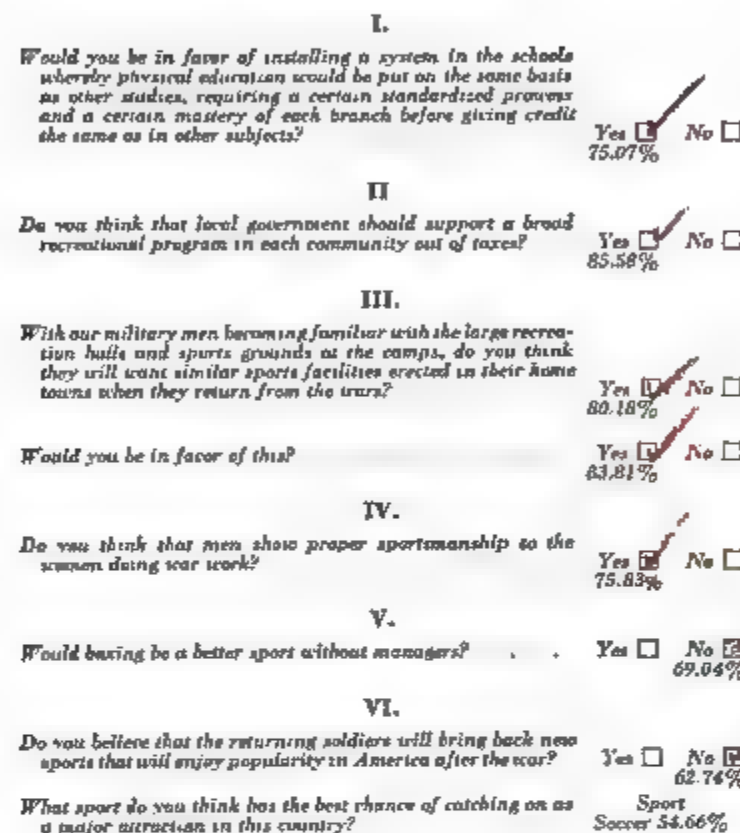 I.
Would you be in favor of installing a system in the schools
whereby physical education would be put on the same basis
as other studies, requiring a certain standardized prowess
and a certain mastery of each branch before giving credit
the same as in other subjects?
Yes No
75.07%
II
Do you think that local government should support a broad
recreational program in each community out of taxes?
Yes No
85.58%
III.
With our military men becoming familiar with the large recrea-
tion halls and sports grounds at the camps, do you think
they will want similar sports facilities erected in their home
towns when they return from the wars?
Yes No
80.18%
Would you be in favor of this?
Yes No
83.81%
IV.
Do you think that men show proper sportsmanship to the
women doing war work?
Yes No
75.83%
V.
Would boxing be a better sport without managers? . .
Yes No
69.04%
VI.
Do you believe that the returning soldiers will bring back new
sports that will enjoy popularity in America after the war?
Yes No
62.74%
What sport do you think has the best chance of catching on as
a major attraction in this country?
Sport
Soccer 54.66%